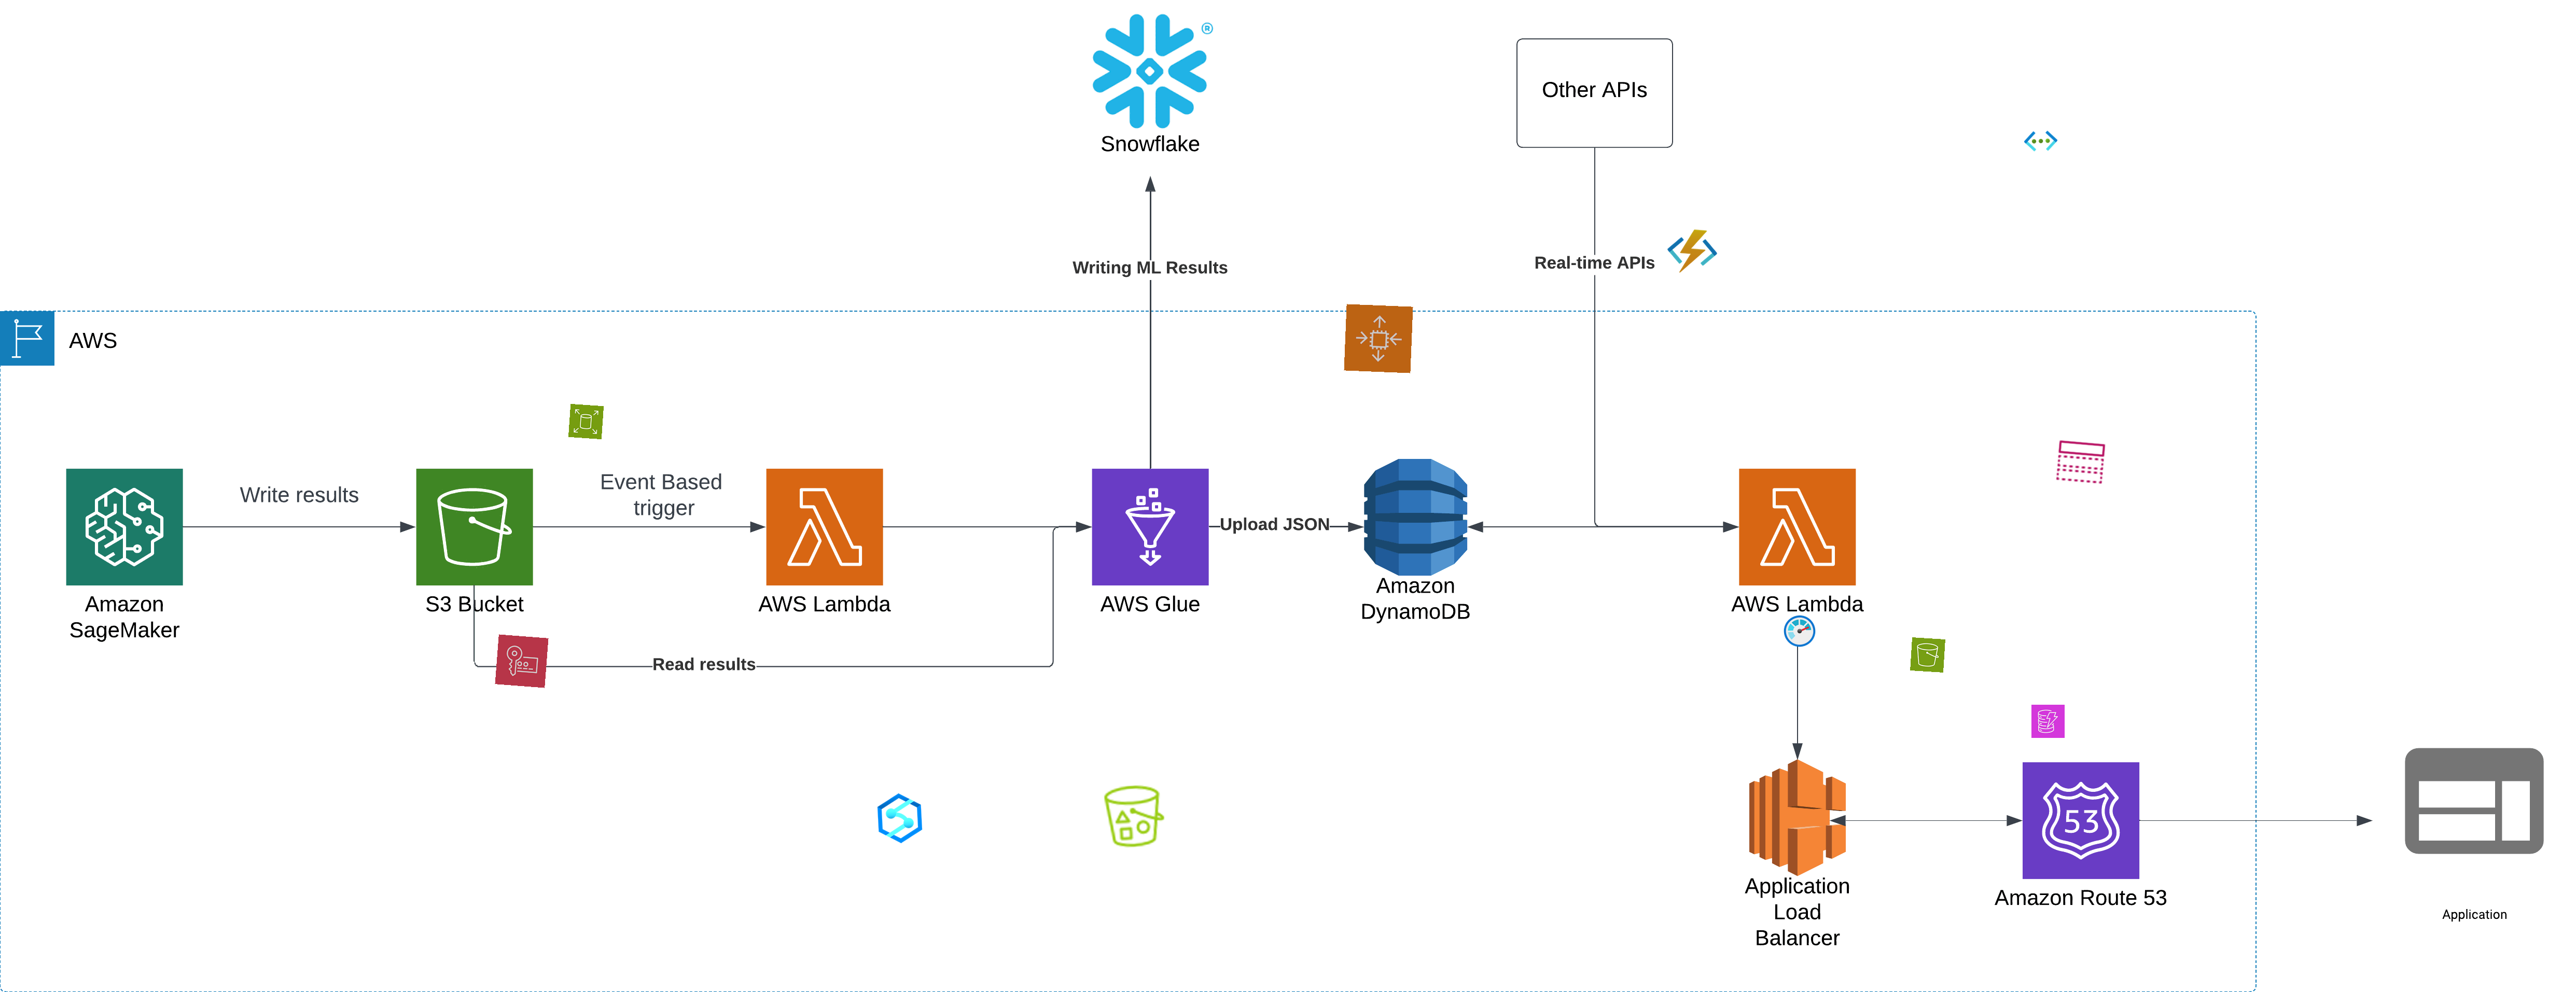 ®
Snowflake
Other APIs
Writing ML Results
Real-time APIs
AWS
Write results
Event Based
trigger
Upload JSON
Amazon
SageMaker
S3 Bucket
AWS Lambda
AWS Glue
Amazon
DynamoDB
AWS Lambda
Read results
53
Application
Load
Balancer
Amazon Route 53
Application